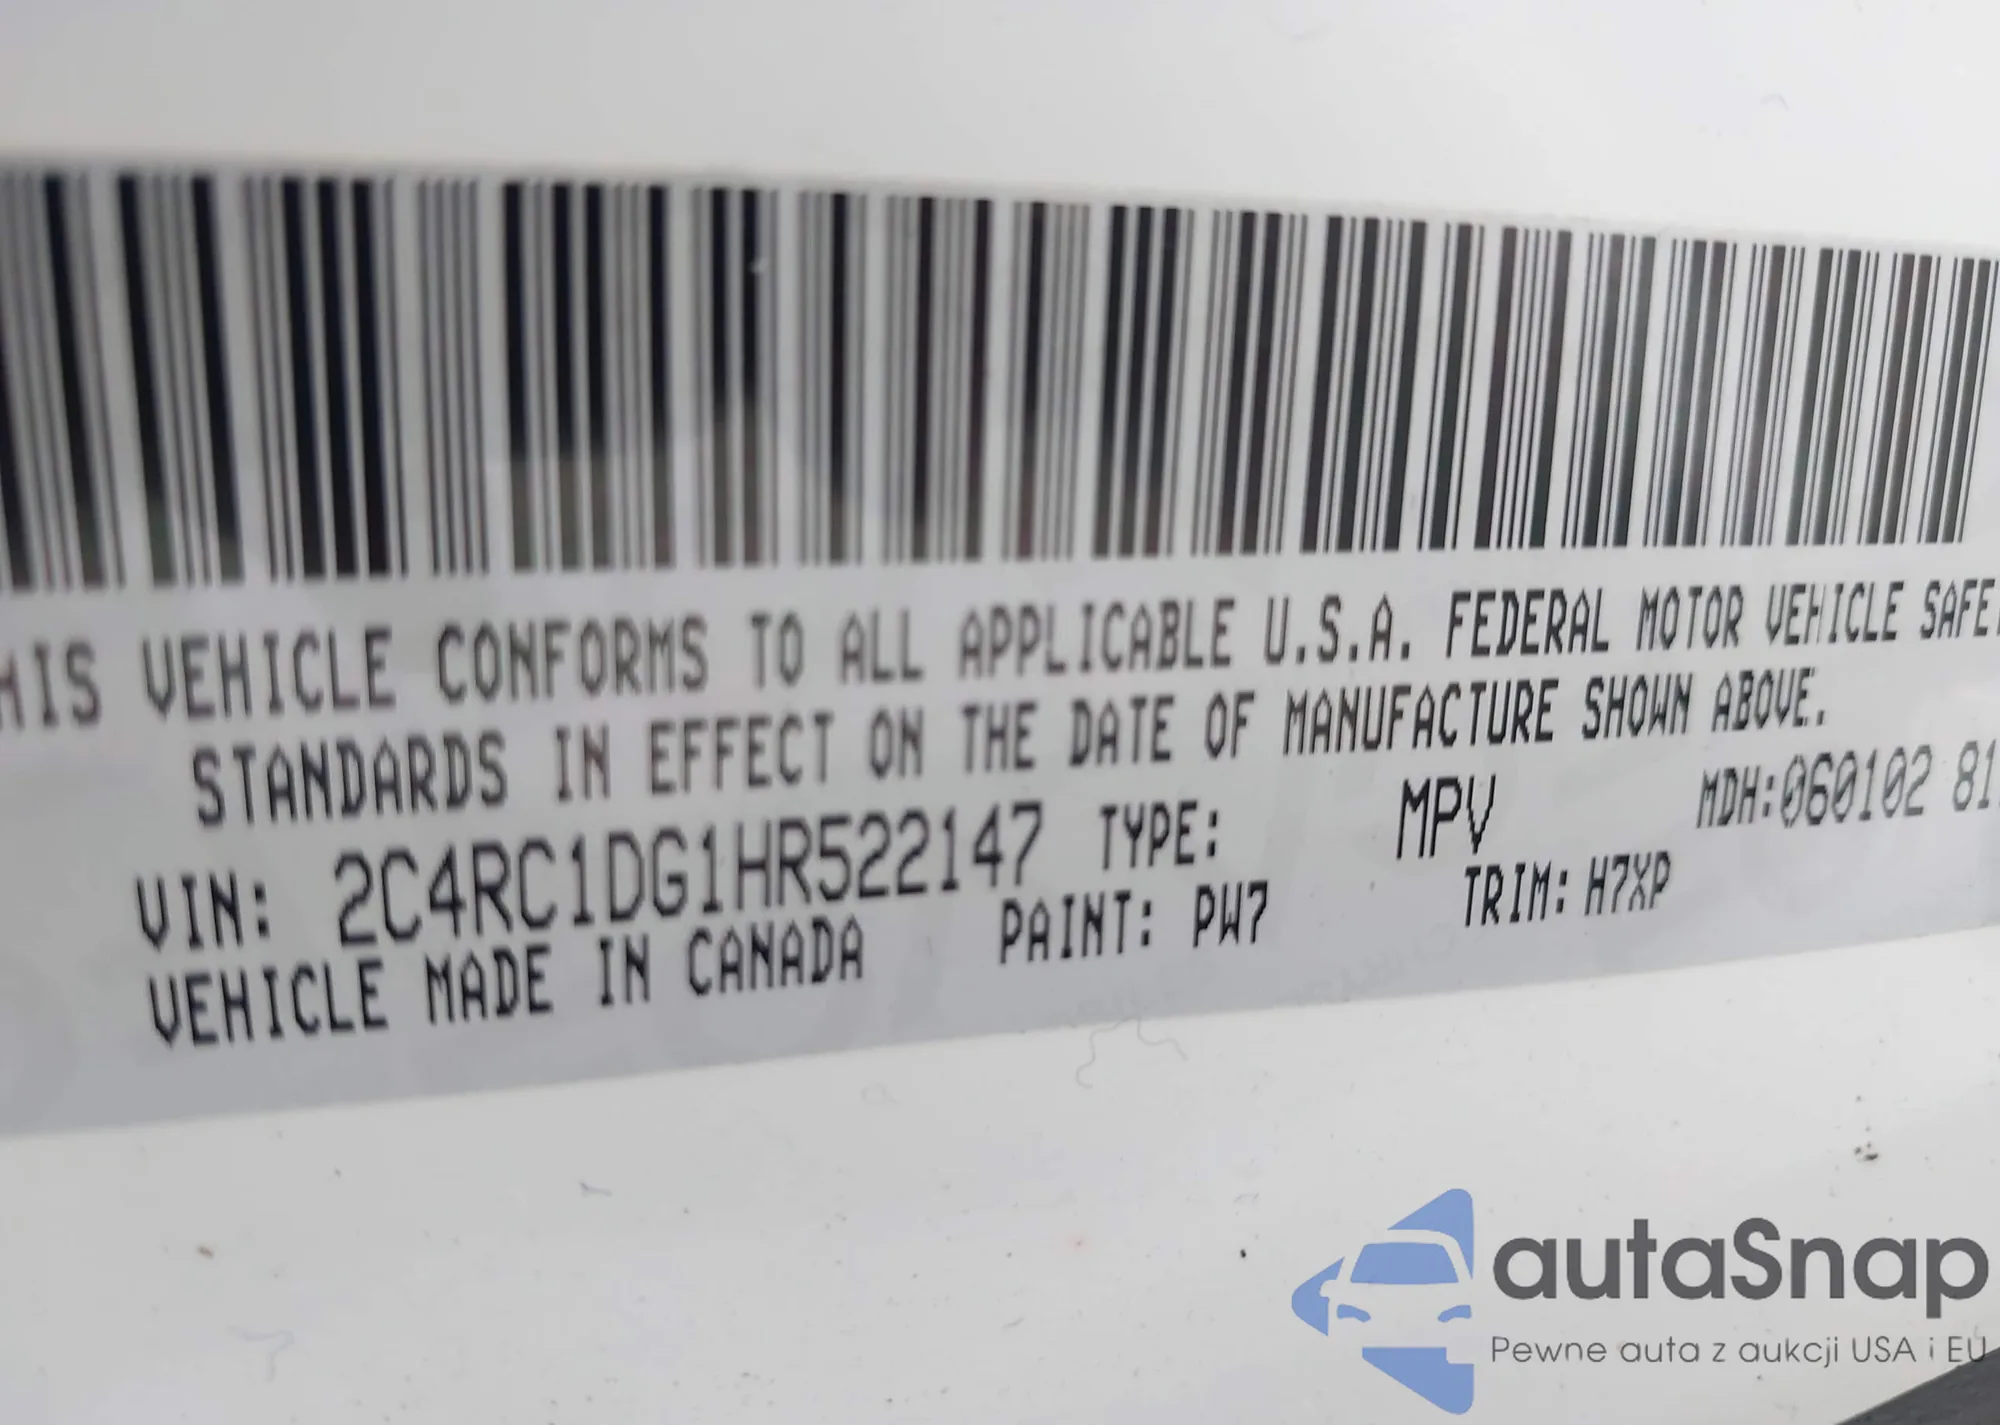 HIS VEHICLE CONFORMS TO ALL APPLICABLE U.S.A. FEDERAL MOTOR VEHICLE SAFE
STANDARDS IN EFFECT ON THE DATE OF MANUFACTURE SHOWN ABOVE.
VIN: 2C4RC1DG1HR522147 TYPE: MPV MDH:060102 81
VEHICLE MADE IN CANADA PAINT: PW7 TRIM: H7XP
autaSnap
Pewne auta z aukcji USA i EU